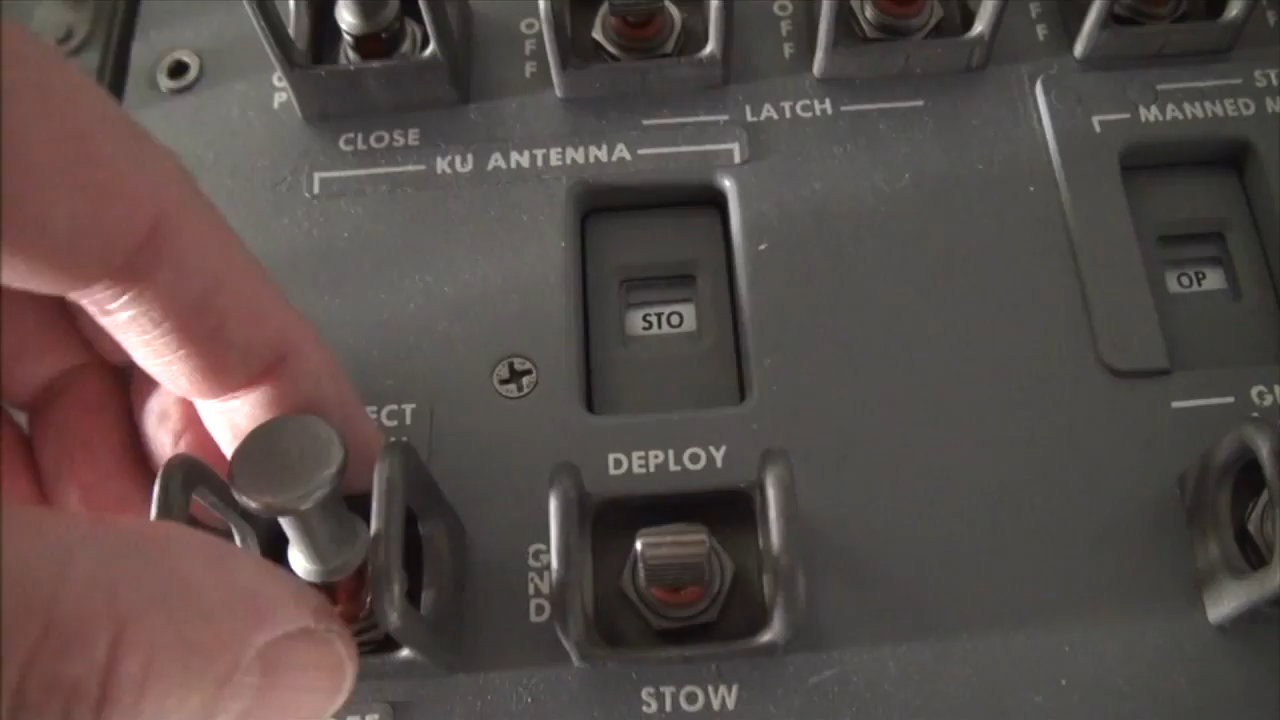 OFF
OFF
CLOSE
LATCH
KU ANTENNA
MANNED
STO
OP
DEPLOY
GND
STOW